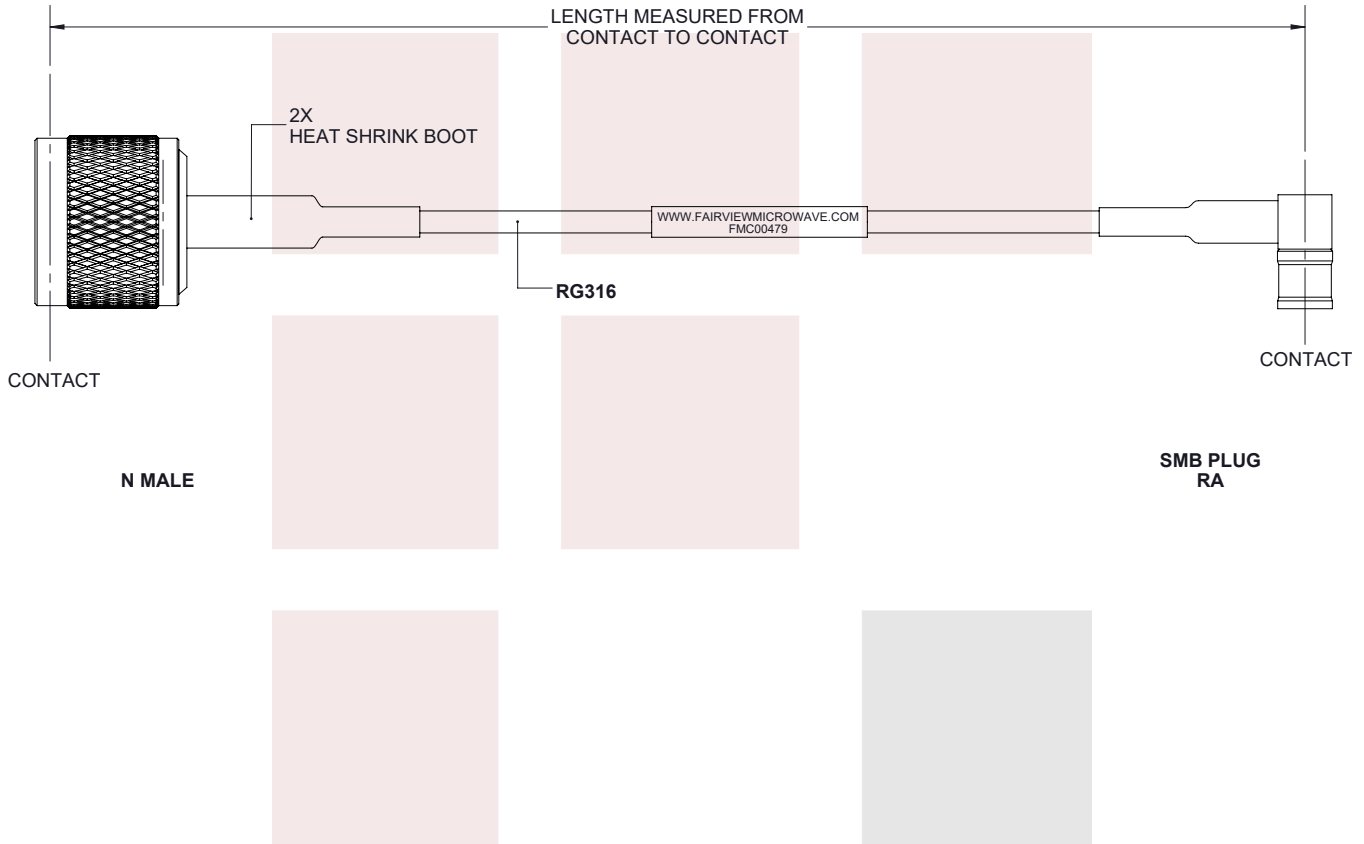 LENGTH MEASURED FROM
CONTACT TO CONTACT
2X
HEAT SHRINK BOOT
WWW.FAIRVIEWMICROWAVE.COM
FMC00479
RG316
CONTACT
CONTACT
N MALE
SMB PLUG
RA